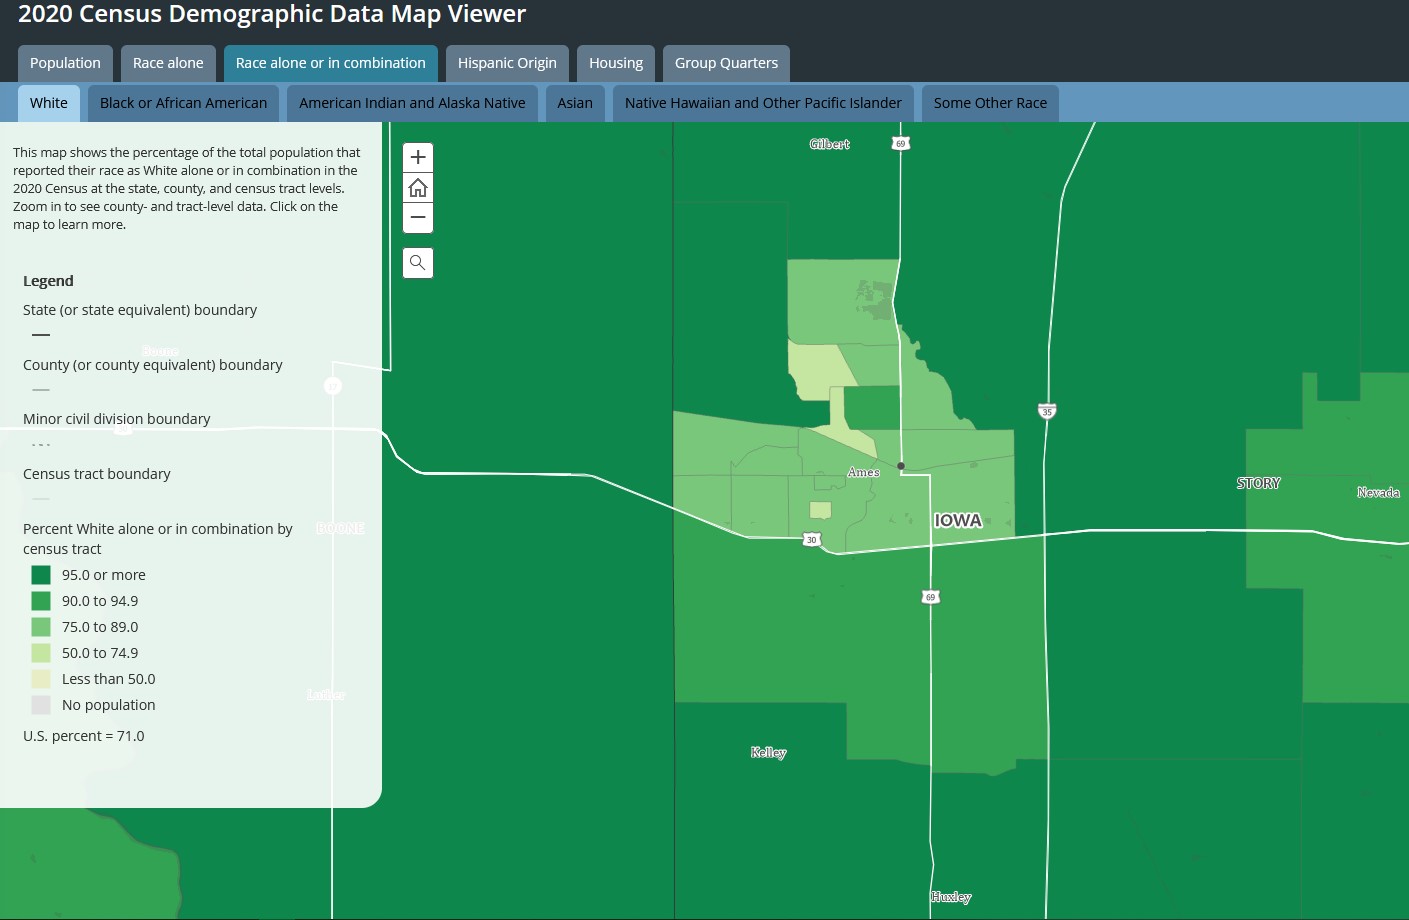 2020 Census Demographic Data Map Viewer
Population
Race alone
Race alone or in combination
Hispanic Origin
Housing
Group Quarters
White
Black or African American
American Indian and Alaska Native
Asian
Native Hawaiian and Other Pacific Islander
Some Other Race
This map shows the percentage of the total population that
reported their race as White alone or in combination in the
2020 Census at the state, county, and census tract levels.
Zoom in to see county- and tract-level data. Click on the
map to learn more.
Legend
State (or state equivalent) boundary
Boone
County (or county equivalent) boundary
17
Minor civil division boundary
Census tract boundary
Percent White alone or in combination by
census tract
BOONE
95.0 or more
90.0 to 94.9
75.0 to 89.0
50.0 to 74.9
Less than 50.0
Luther
No population
U.S. percent = 71.0
+
−
Gilbert
69
35
Ames
STORY
Nevada
IOWA
30
69
Kelley
Huxley